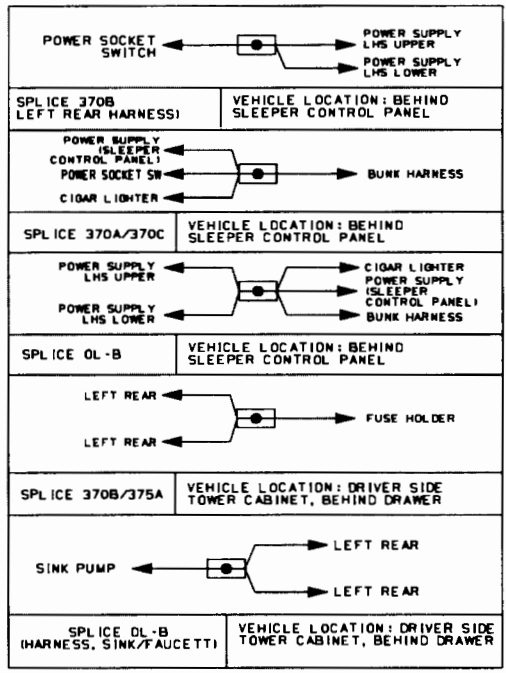 POWER SOCKET
SWITCH
POWER SUPPLY
LHS UPPER
POWER SUPPLY
LHS LOWER
SPLICE 370B
LEFT REAR HARNESS)
VEHICLE LOCATION: BEHIND
SLEEPER CONTROL PANEL
POWER SUPPLY
(SLEEPER
CONTROL PANEL)
POWER SOCKET SW
CIGAR LIGHTER
BUNK HARNESS
SPLICE 370A/370C
VEHICLE LOCATION: BEHIND
SLEEPER CONTROL PANEL
POWER SUPPLY
LHS UPPER
POWER SUPPLY
LHS LOWER
CIGAR LIGHTER
POWER SUPPLY
(SLEEPER
CONTROL PANEL)
BUNK HARNESS
SPLICE OL-B
VEHICLE LOCATION: BEHIND
SLEEPER CONTROL PANEL
LEFT REAR
LEFT REAR
FUSE HOLDER
SPLICE 370B/375A
VEHICLE LOCATION: DRIVER SIDE
TOWER CABINET, BEHIND DRAWER
SINK PUMP
LEFT REAR
LEFT REAR
SPLICE OL-B
(HARNESS, SINK/FAUCETT)
VEHICLE LOCATION: DRIVER SIDE
TOWER CABINET, BEHIND DRAWER